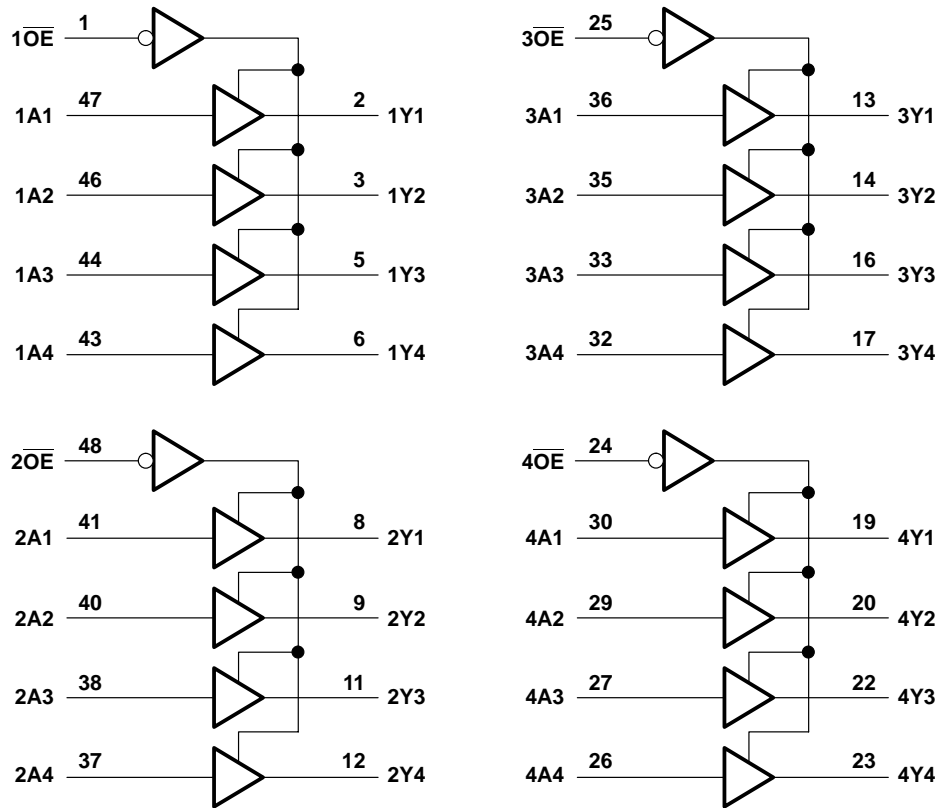 1OE 1
1A1 47 2 1Y1
1A2 46 3 1Y2
1A3 44 5 1Y3
1A4 43 6 1Y4
3OE 25
3A1 36 13 3Y1
3A2 35 14 3Y2
3A3 33 16 3Y3
3A4 32 17 3Y4
2OE 48
2A1 41 8 2Y1
2A2 40 9 2Y2
2A3 38 11 2Y3
2A4 37 12 2Y4
4OE 24
4A1 30 19 4Y1
4A2 29 20 4Y2
4A3 27 22 4Y3
4A4 26 23 4Y4